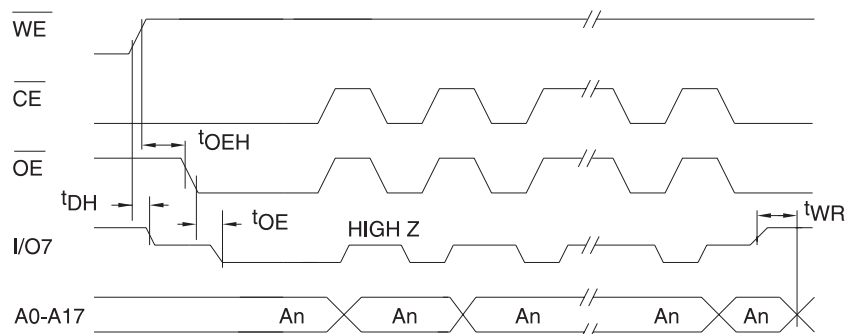 WE
CE
tOEH
OE
tDH
tOE
tWR
I/O7 HIGH Z
A0-A17 An An An An An